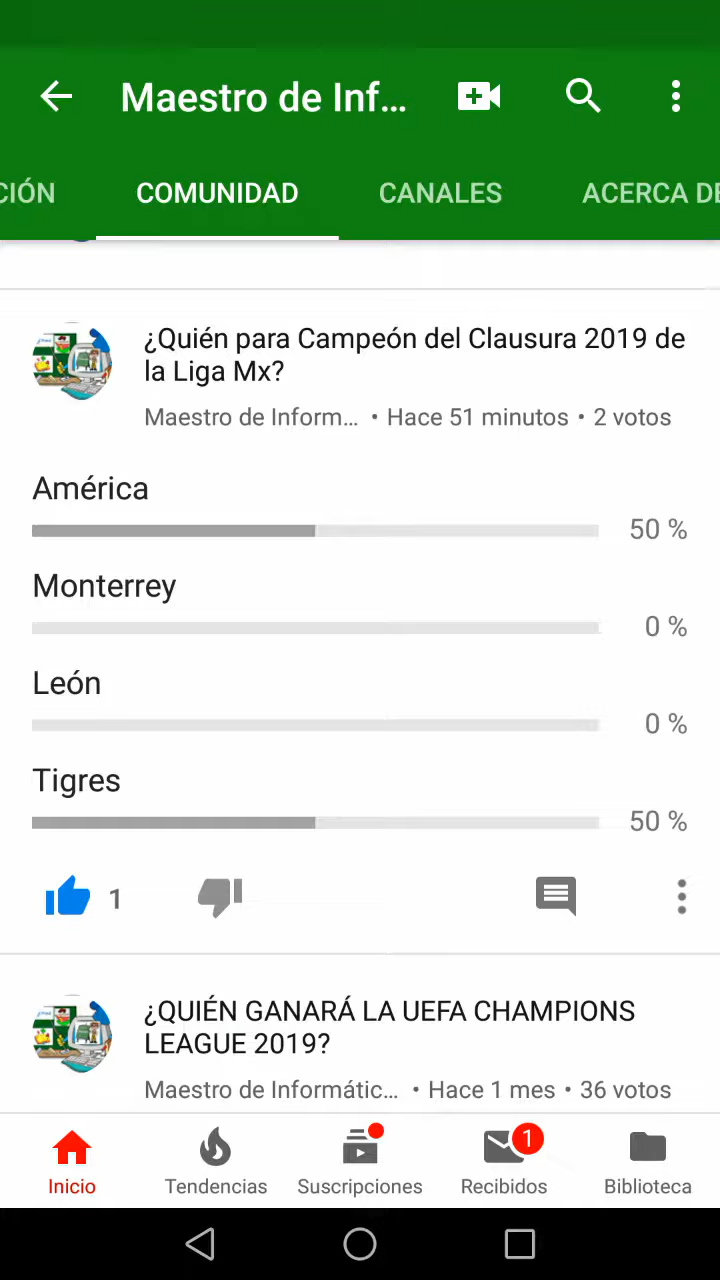 Maestro de Inf...
CIÓN COMUNIDAD CANALES ACERCA DE
¿Quién para Campeón del Clausura 2019 de
la Liga Mx?
Maestro de Inform... • Hace 51 minutos • 2 votos
América
50 %
Monterrey
0 %
León
0 %
Tigres
50 %
1
¿QUIÉN GANARÁ LA UEFA CHAMPIONS
LEAGUE 2019?
Maestro de Informátic... • Hace 1 mes • 36 votos
1
Inicio Tendencias Suscripciones Recibidos Biblioteca